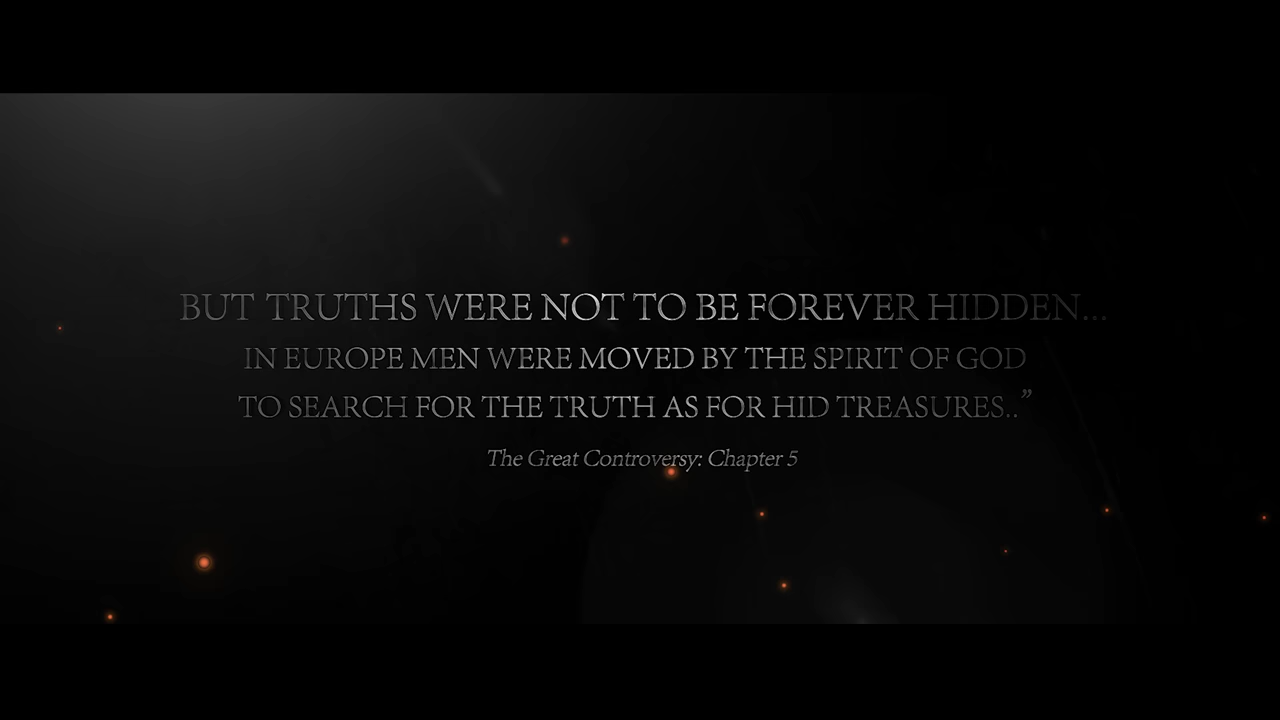 BUT TRUTHS WERE NOT TO BE FOREVER HIDDEN...
IN EUROPE MEN WERE MOVED BY THE SPIRIT OF GOD
TO SEARCH FOR THE TRUTH AS FOR HID TREASURES..”
The Great Controversy: Chapter 5